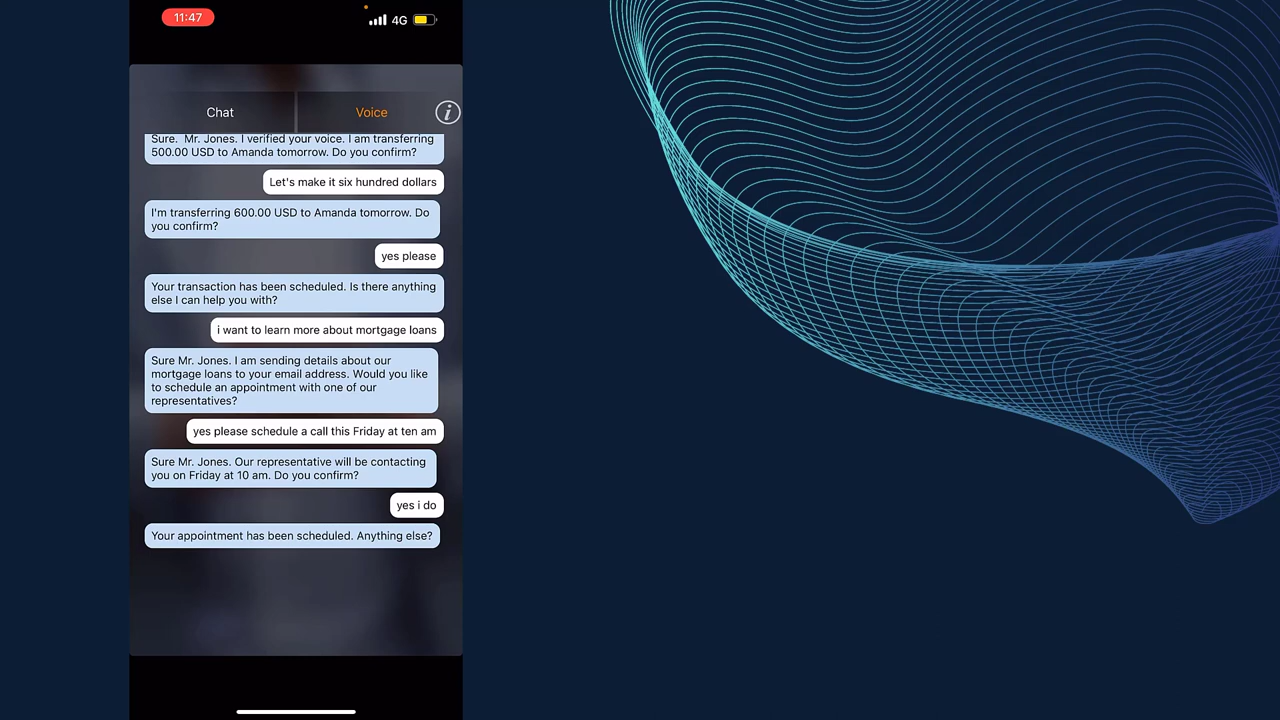 11:47
4G
Chat
Voice
i
Sure. Mr. Jones. I verified your voice. I am transferring
500.00 USD to Amanda tomorrow. Do you confirm?
Let's make it six hundred dollars
I'm transferring 600.00 USD to Amanda tomorrow. Do
you confirm?
yes please
Your transaction has been scheduled. Is there anything
else I can help you with?
i want to learn more about mortgage loans
Sure Mr. Jones. I am sending details about our
mortgage loans to your email address. Would you like
to schedule an appointment with one of our
representatives?
yes please schedule a call this Friday at ten am
Sure Mr. Jones. Our representative will be contacting
you on Friday at 10 am. Do you confirm?
yes i do
Your appointment has been scheduled. Anything else?